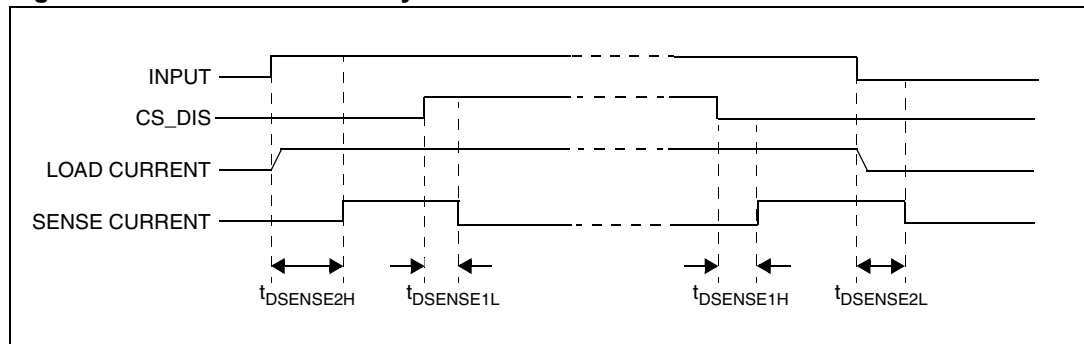 INPUT
CS_DIS
LOAD CURRENT
SENSE CURRENT
tDSENSE2H
tDSENSE1L
tDSENSE1H
tDSENSE2L